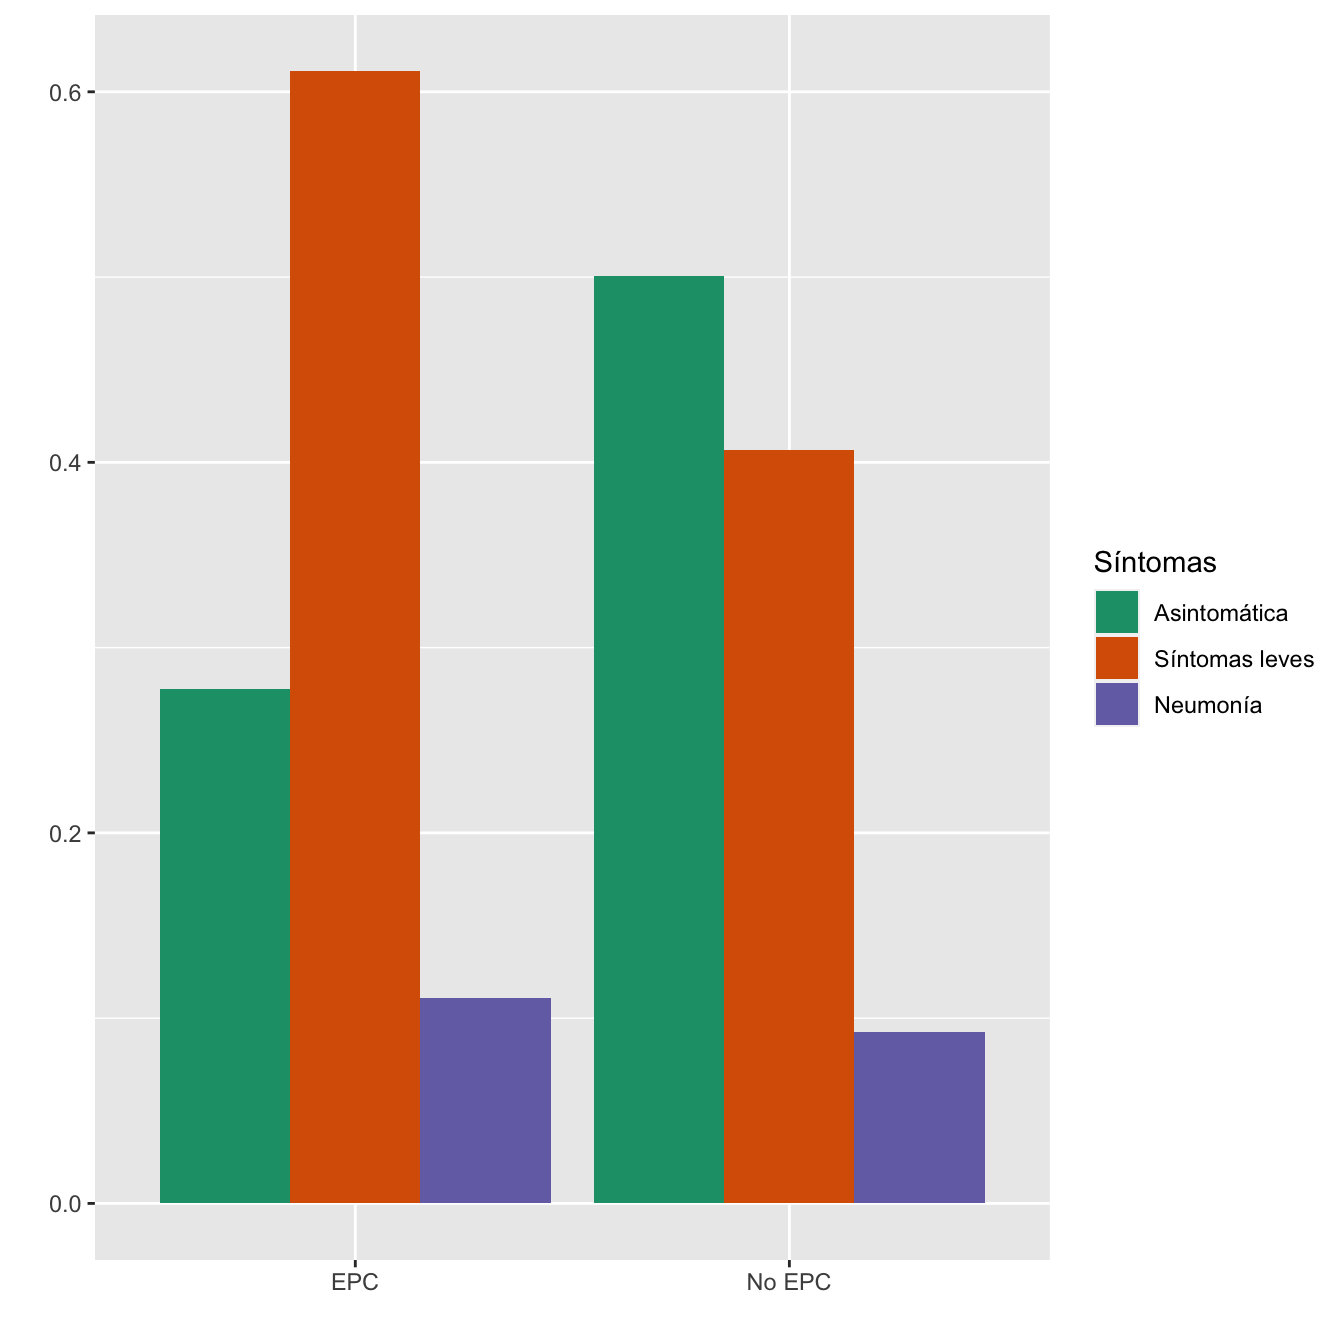 0.6
0.4
0.2
0.0
EPC
No EPC
Síntomas
Asintomática
Síntomas leves
Neumonía